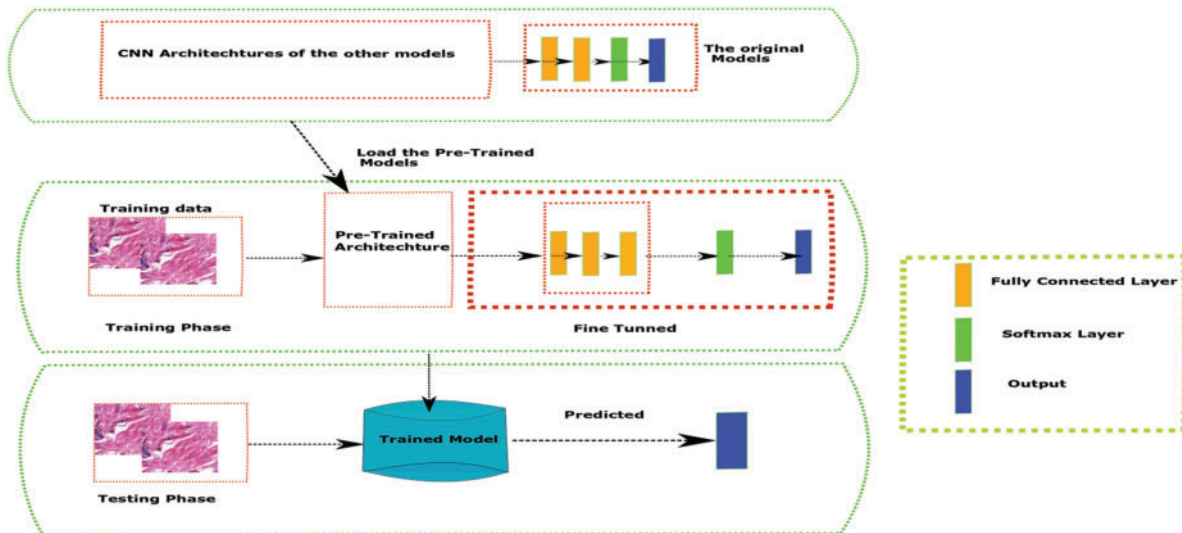 CNN Architechtures of the other models
The original
Models
Load the Pre-Trained
Models
Training data
Pre-Trained
Architechture
Training Phase
Fine Tunned
Fully Connected Layer
Softmax Layer
Output
Predicted
Trained Model
Testing Phase